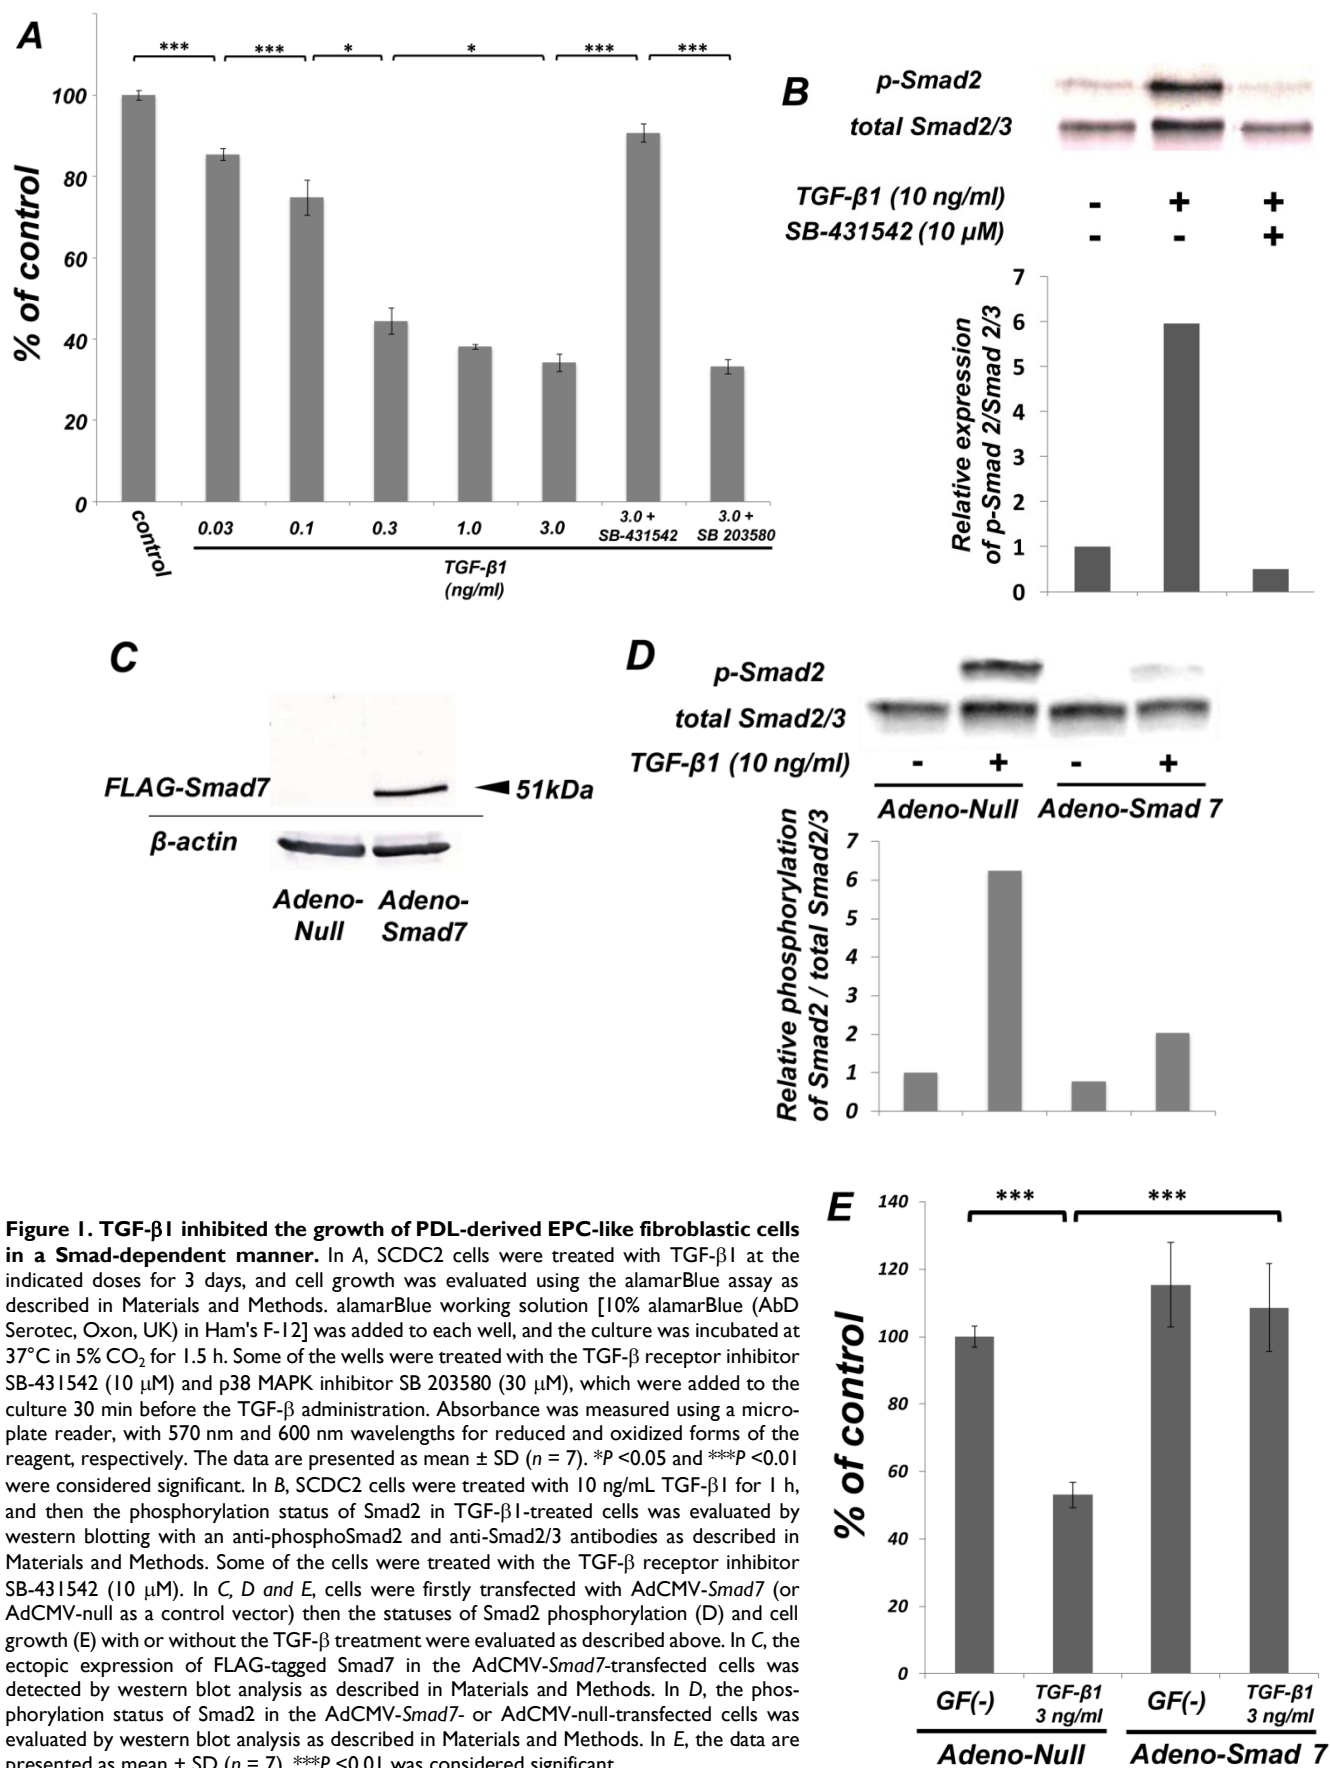 A
*** *** * * *** ***
100
80
60
40
20
0
% of control
control
0.03 0.1 0.3 1.0 3.0 3.0 + SB-431542 3.0 + SB 203580
TGF-β1
(ng/ml)
B
p-Smad2
total Smad2/3
TGF-β1 (10 ng/ml) - + +
SB-431542 (10 µM) - - +
7
6
5
4
3
2
1
0
Relative expression
of p-Smad 2/Smad 2/3
C
FLAG-Smad7
51kDa
β-actin
Adeno- Adeno-
Null Smad7
D
p-Smad2
total Smad2/3
TGF-β1 (10 ng/ml) - + - +
Adeno-Null Adeno-Smad 7
7
6
5
4
3
2
1
0
Relative phosphorylation
of Smad2 / total Smad2/3
Figure 1. TGF-β1 inhibited the growth of PDL-derived EPC-like fibroblastic cells
in a Smad-dependent manner. In A, SCDC2 cells were treated with TGF-β1 at the
indicated doses for 3 days, and cell growth was evaluated using the alamarBlue assay as
described in Materials and Methods. alamarBlue working solution [10% alamarBlue (AbD
Serotec, Oxon, UK) in Ham's F-12] was added to each well, and the culture was incubated at
37°C in 5% CO2 for 1.5 h. Some of the wells were treated with the TGF-β receptor inhibitor
SB-431542 (10 µM) and p38 MAPK inhibitor SB 203580 (30 µM), which were added to the
culture 30 min before the TGF-β administration. Absorbance was measured using a micro-
plate reader, with 570 nm and 600 nm wavelengths for reduced and oxidized forms of the
reagent, respectively. The data are presented as mean ± SD (n = 7). *P <0.05 and ***P <0.01
were considered significant. In B, SCDC2 cells were treated with 10 ng/mL TGF-β1 for 1 h,
and then the phosphorylation status of Smad2 in TGF-β1-treated cells was evaluated by
western blotting with an anti-phosphoSmad2 and anti-Smad2/3 antibodies as described in
Materials and Methods. Some of the cells were treated with the TGF-β receptor inhibitor
SB-431542 (10 µM). In C, D and E, cells were firstly transfected with AdCMV-Smad7 (or
AdCMV-null as a control vector) then the statuses of Smad2 phosphorylation (D) and cell
growth (E) with or without the TGF-β treatment were evaluated as described above. In C, the
ectopic expression of FLAG-tagged Smad7 in the AdCMV-Smad7-transfected cells was
detected by western blot analysis as described in Materials and Methods. In D, the phos-
phorylation status of Smad2 in the AdCMV-Smad7- or AdCMV-null-transfected cells was
evaluated by western blot analysis as described in Materials and Methods. In E, the data are
presented as mean ± SD (n = 7). ***P <0.01 was considered significant.
E
*** ***
140
120
100
80
60
40
20
0
% of control
GF(-) TGF-β1 3 ng/ml GF(-) TGF-β1 3 ng/ml
Adeno-Null Adeno-Smad 7